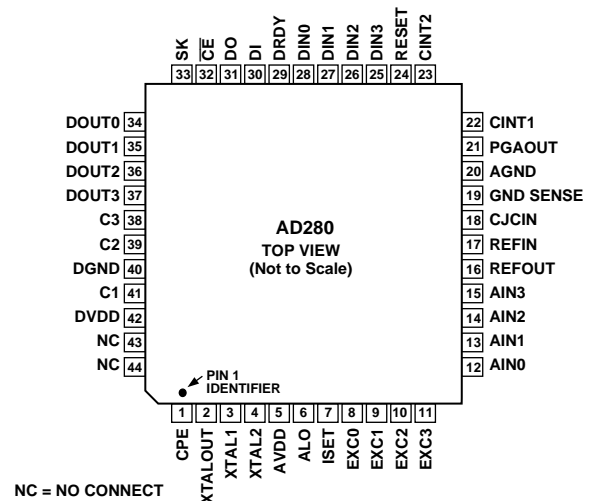 SK
CE
DO
DI
DRDY
DIN0
DIN1
DIN2
DIN3
RESET
CINT2
33 32 31 30 29 28 27 26 25 24 23
DOUT0 34
DOUT1 35
DOUT2 36
DOUT3 37
C3 38
C2 39
DGND 40
C1 41
DVDD 42
NC 43
NC 44
AD280
TOP VIEW
(Not to Scale)
22 CINT1
21 PGAOUT
20 AGND
19 GND SENSE
18 CJCIN
17 REFIN
16 REFOUT
15 AIN3
14 AIN2
13 AIN1
12 AIN0
PIN 1
IDENTIFIER
1 2 3 4 5 6 7 8 9 10 11
CPE
XTALOUT
XTAL1
XTAL2
AVDD
ALO
ISET
EXC0
EXC1
EXC2
EXC3
NC = NO CONNECT